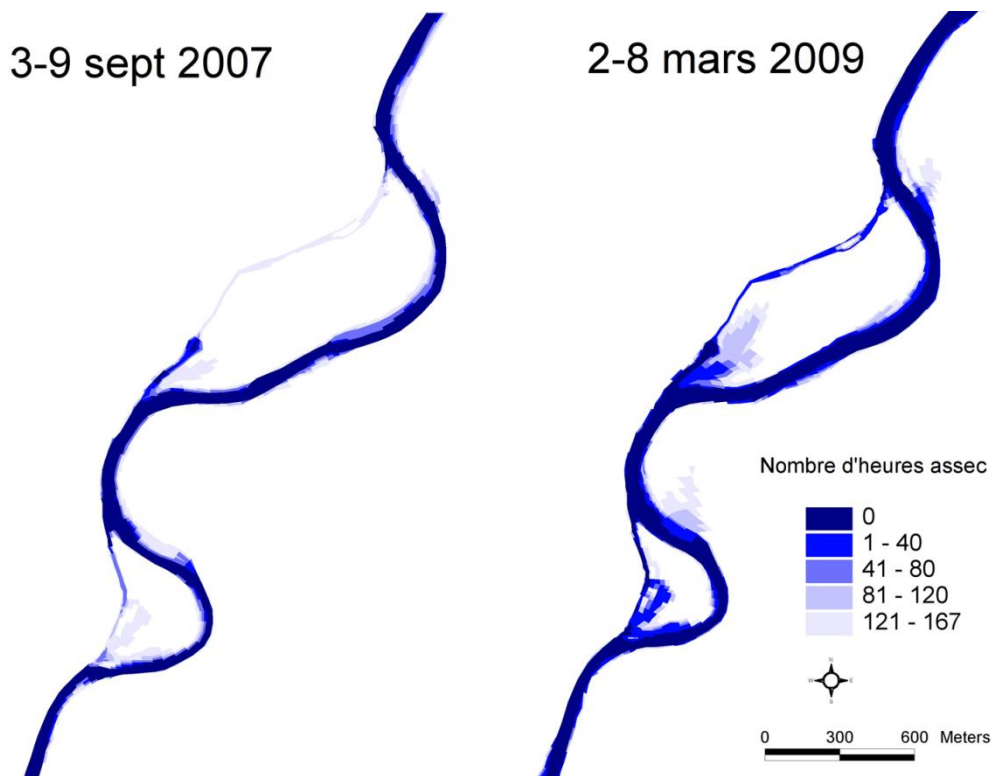 3-9 sept 2007
2-8 mars 2009
Nombre d'heures assec
0
1 - 40
41 - 80
81 - 120
121 - 167
N
W E
S
0 300 600 Meters